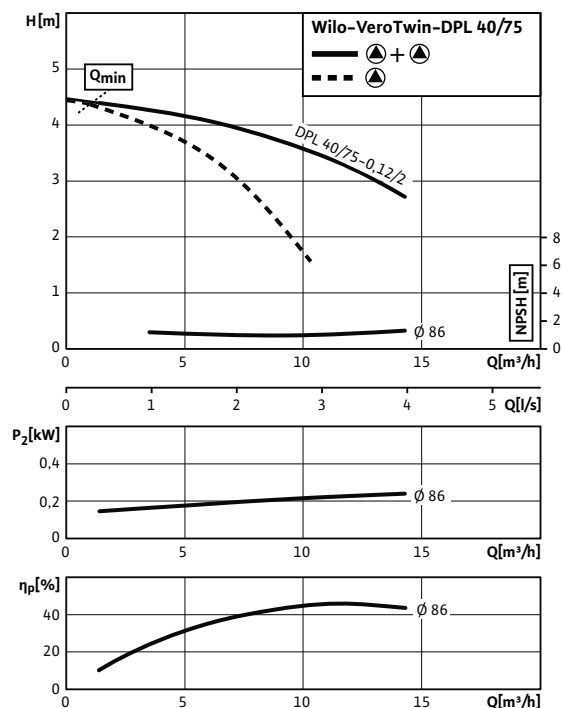 H[m]
Wilo-VeroTwin-DPL 40/75
+
5
Qmin
4
DPL 40/75-0,12/2
3
2
8
6
1
4
2
NPSH [m]
Ø 86
0
0
0
5
10
15
Q[m³/h]
0
1
2
3
4
5
Q[l/s]
P2[kW]
0,4
0,2
Ø 86
0
0
5
10
15
Q[m³/h]
ηp[%]
40
Ø 86
20
0
0
5
10
15
Q[m³/h]